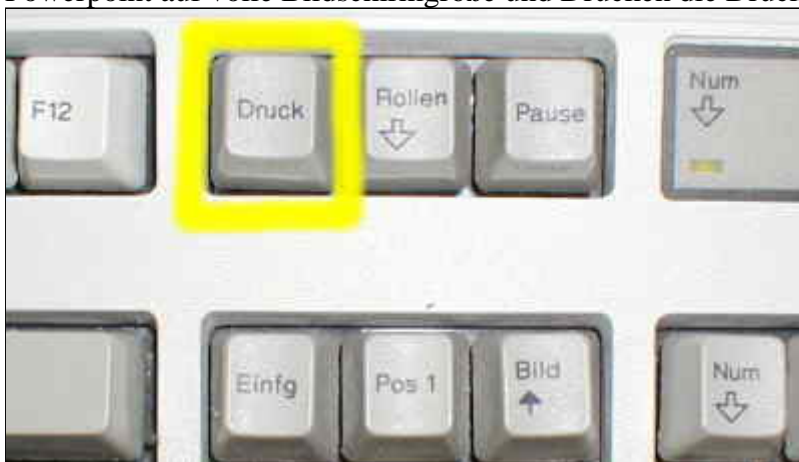 F12
Druck
Rollen
Pause
Num
Einfg
Pos 1
Bild
Num